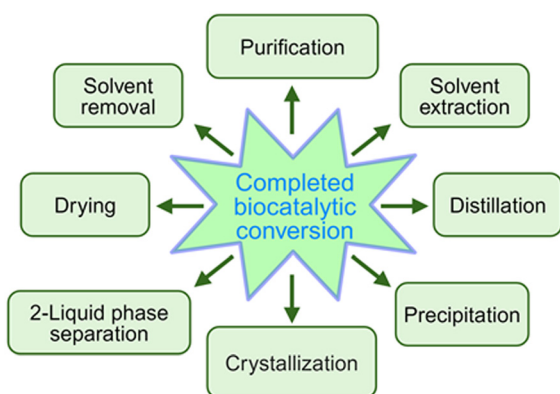 Purification
Solvent
removal
Solvent
extraction
Completed
biocatalytic
conversion
Drying
Distillation
2-Liquid phase
separation
Precipitation
Crystallization